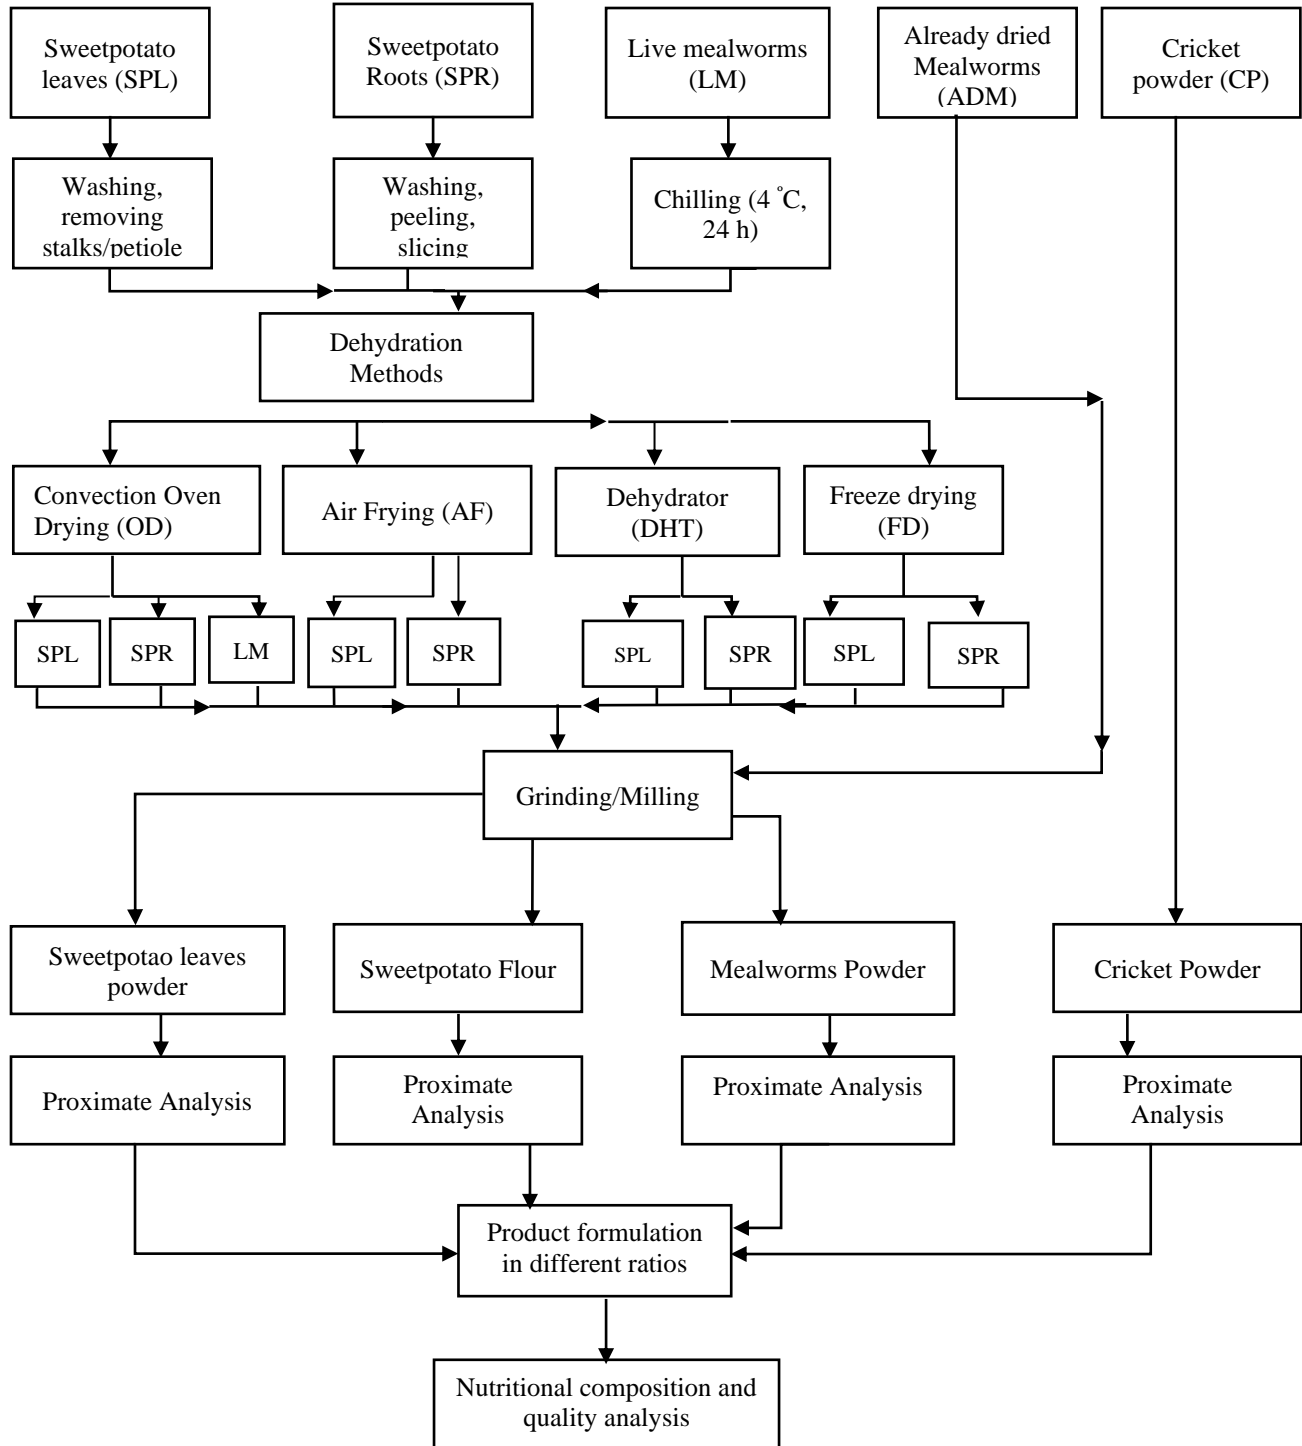 Sweetpotato
leaves (SPL)
Sweetpotato
Roots (SPR)
Live mealworms
(LM)
Already dried
Mealworms
(ADM)
Cricket
powder (CP)
Washing,
removing
stalks/petiole
Washing,
peeling,
slicing
Chilling (4 °C,
24 h)
Dehydration
Methods
Convection Oven
Drying (OD)
Air Frying (AF)
Dehydrator
(DHT)
Freeze drying
(FD)
SPL
SPR
LM
SPL
SPR
SPL
SPR
SPL
SPR
Grinding/Milling
Sweetpotao leaves
powder
Sweetpotato Flour
Mealworms Powder
Cricket Powder
Proximate Analysis
Proximate
Analysis
Proximate Analysis
Proximate
Analysis
Product formulation
in different ratios
Nutritional composition and
quality analysis